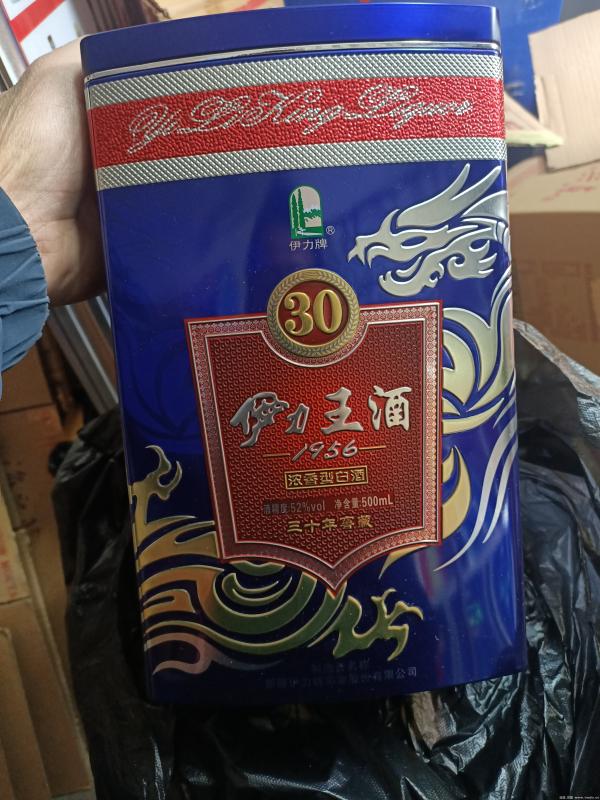 Yi Li King Liquor
®
伊力牌
30
伊力王酒
1956
浓香型白酒
酒精度:52%vol 净含量:500mL
三十年窖藏
制造者名称
新疆伊力特实业股份有限公司